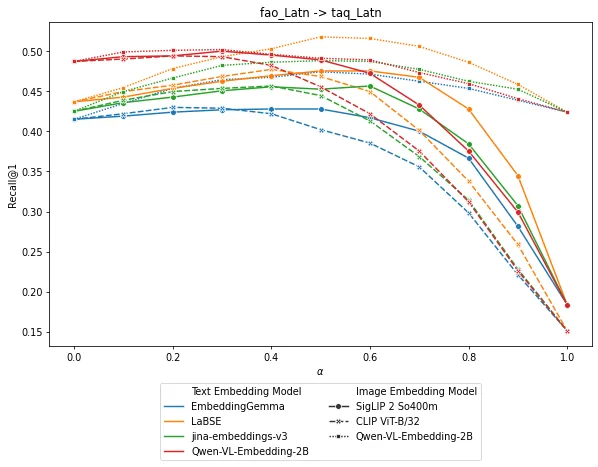 fao_Latn -> taq_Latn
Recall@1
0.50
0.45
0.40
0.35
0.30
0.25
0.20
0.15
0.0 0.2 0.4 0.6 0.8 1.0
α
Text Embedding Model
EmbeddingGemma
LaBSE
jina-embeddings-v3
Qwen-VL-Embedding-2B
Image Embedding Model
SigLIP 2 So400m
CLIP ViT-B/32
Qwen-VL-Embedding-2B